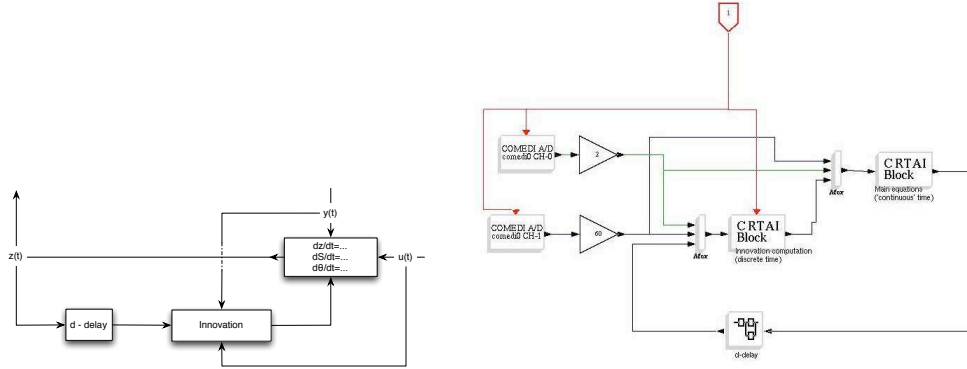 y(t)
z(t)
dz/dt=...
dS/dt=...
dθ/dt=...
u(t)
d - delay
Innovation
1
COMEDI A/D
comedi0 CH-0
2
COMEDI A/D
comedi0 CH-1
60
Mux
CRTAI
Block
Innovation computation
(discrete time)
Mux
CRTAI
Block
Main equations
('continuous' time)
d-delay